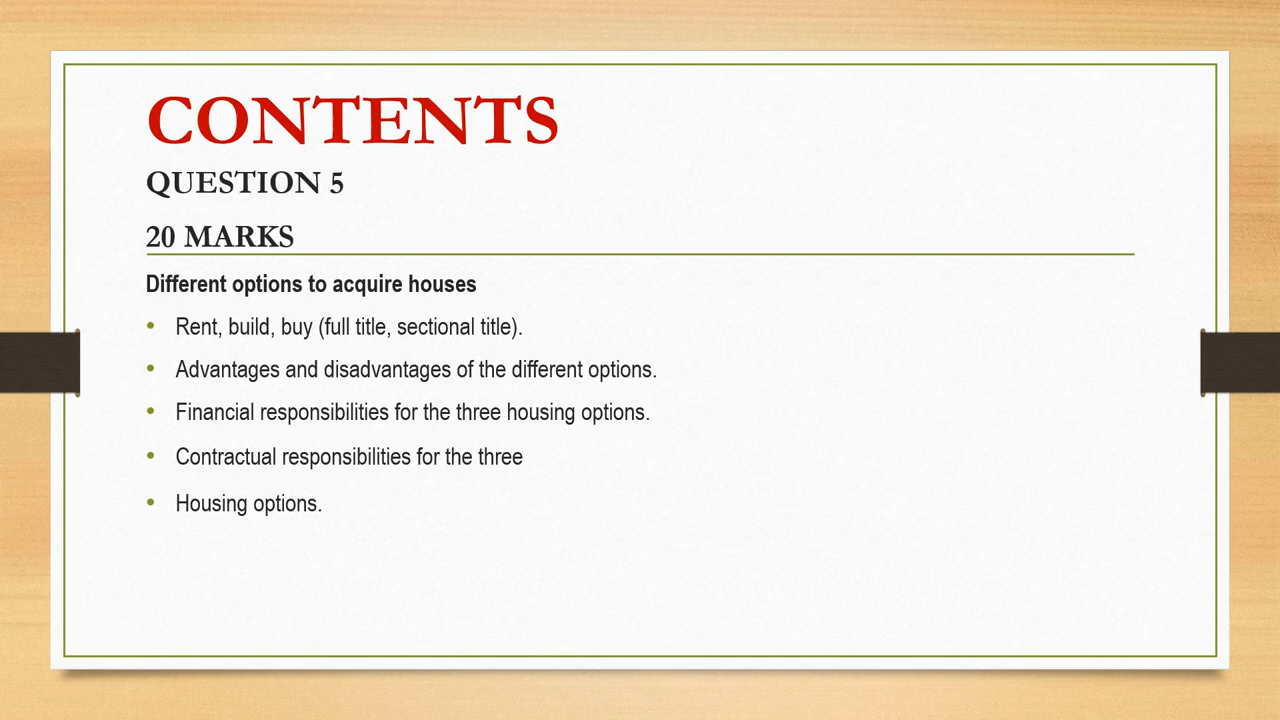 CONTENTS
QUESTION 5
20 MARKS
Different options to acquire houses
• Rent, build, buy (full title, sectional title).
• Advantages and disadvantages of the different options.
• Financial responsibilities for the three housing options.
• Contractual responsibilities for the three
• Housing options.